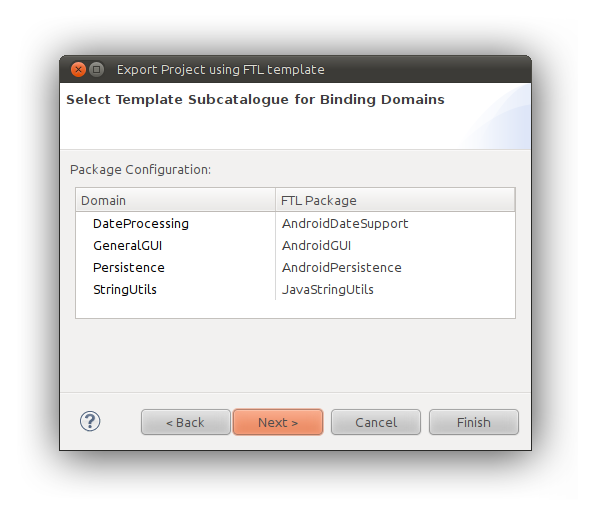 Export Project using FTL template
Select Template Subcatalogue for Binding Domains
Package Configuration:
Domain FTL Package
DateProcessing AndroidDateSupport
GeneralGUI AndroidGUI
Persistence AndroidPersistence
StringUtils JavaStringUtils
? < Back Next > Cancel Finish